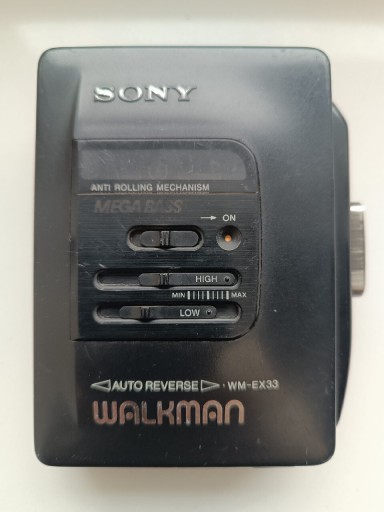 SONY
ANTI ROLLING MECHANISM
MEGA BASS
ON
HIGH
MIN MAX
LOW
AUTO REVERSE WM-EX33
WALKMAN